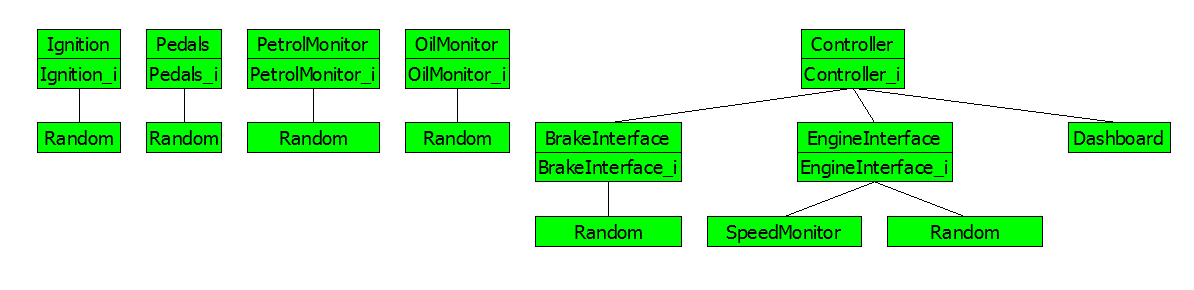 Ignition
Ignition_i
Random
Pedals
Pedals_i
Random
PetrolMonitor
PetrolMonitor_i
Random
OilMonitor
OilMonitor_i
Random
Controller
Controller_i
BrakeInterface
BrakeInterface_i
Random
EngineInterface
EngineInterface_i
SpeedMonitor
Random
Dashboard